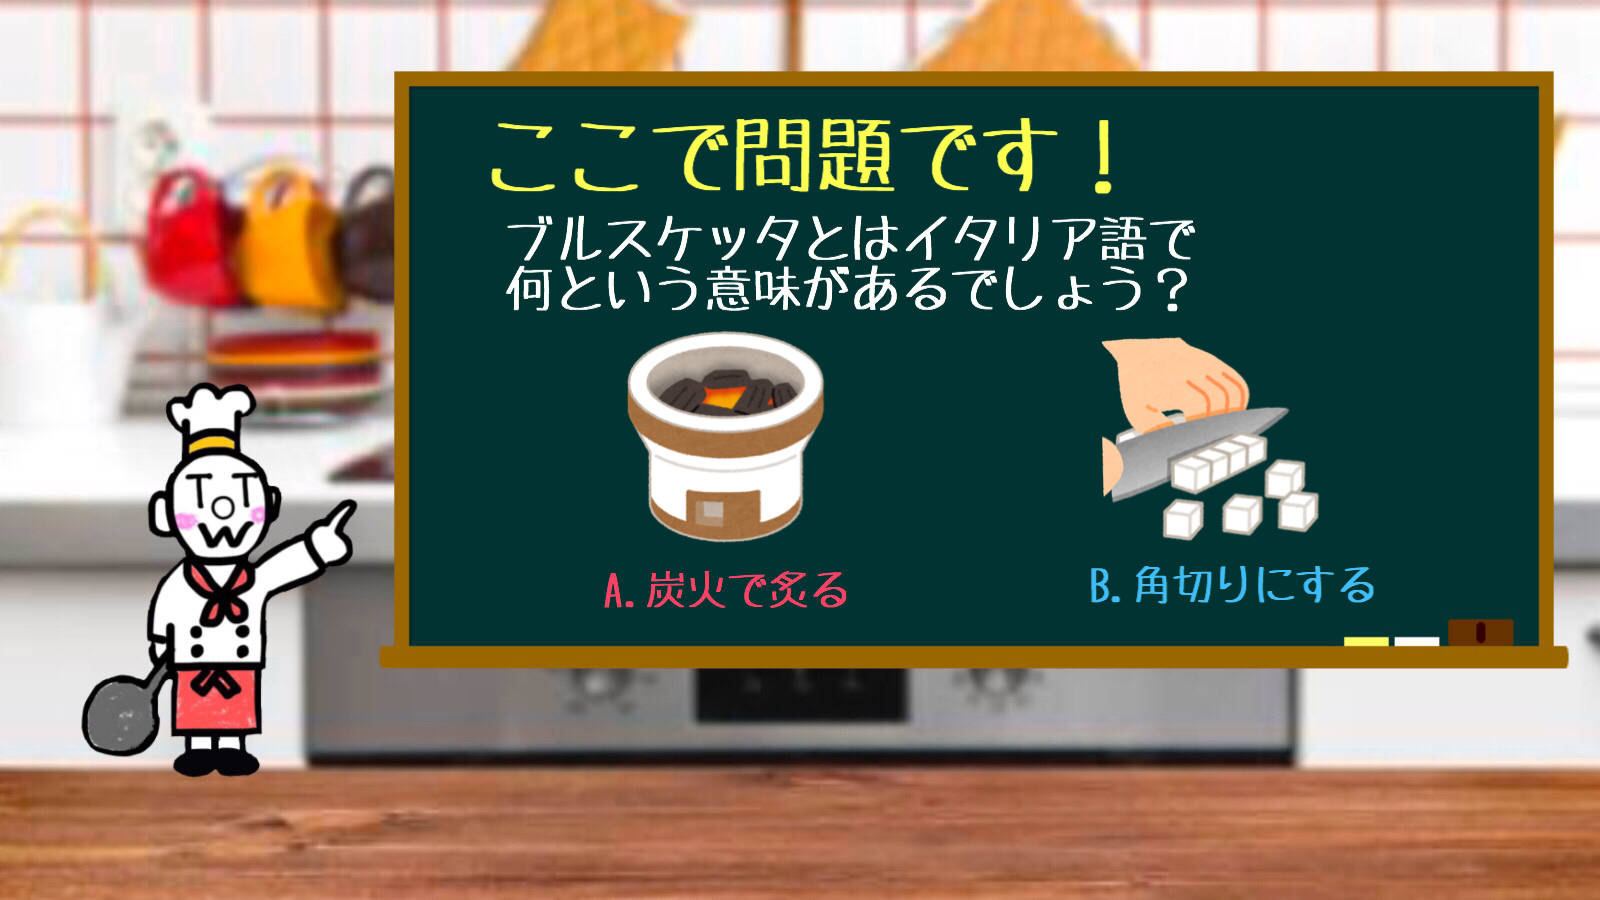 ここで問題です！
ブルスケッタとはイタリア語で
何という意味があるでしょう？
A.炭火で炙る
B.角切りにする